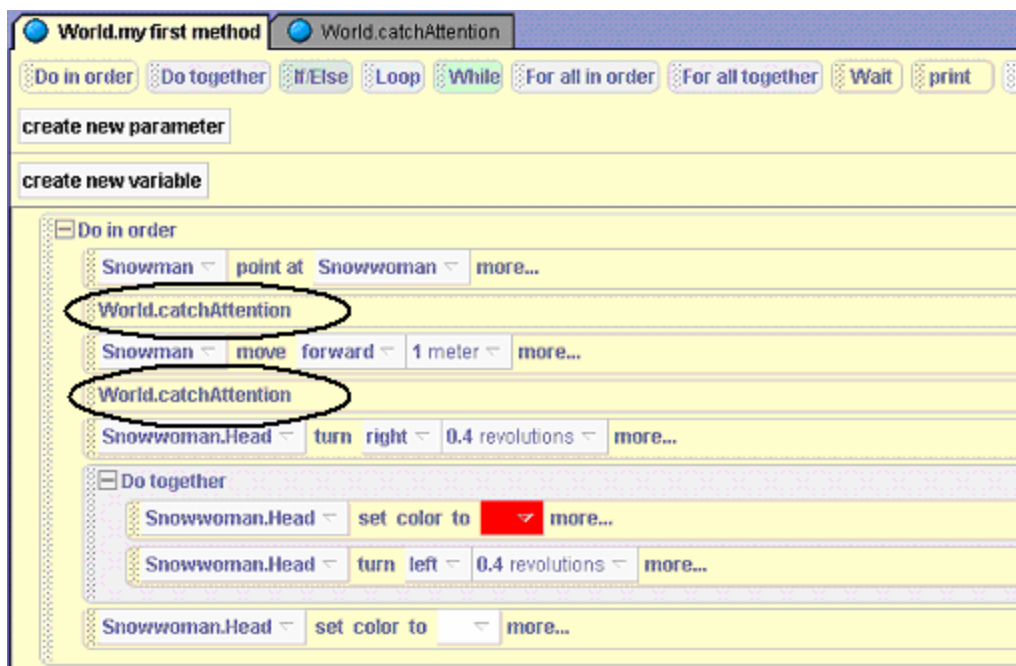 World.my first method World.catchAttention
Do in order Do together If/Else Loop While For all in order For all together Wait print
create new parameter
create new variable
Do in order
Snowman point at Snowwoman more...
World.catchAttention
Snowman move forward 1 meter more...
World.catchAttention
Snowwoman.Head turn right 0.4 revolutions more...
Do together
Snowwoman.Head set color to more...
Snowwoman.Head turn left 0.4 revolutions more...
Snowwoman.Head set color to more...